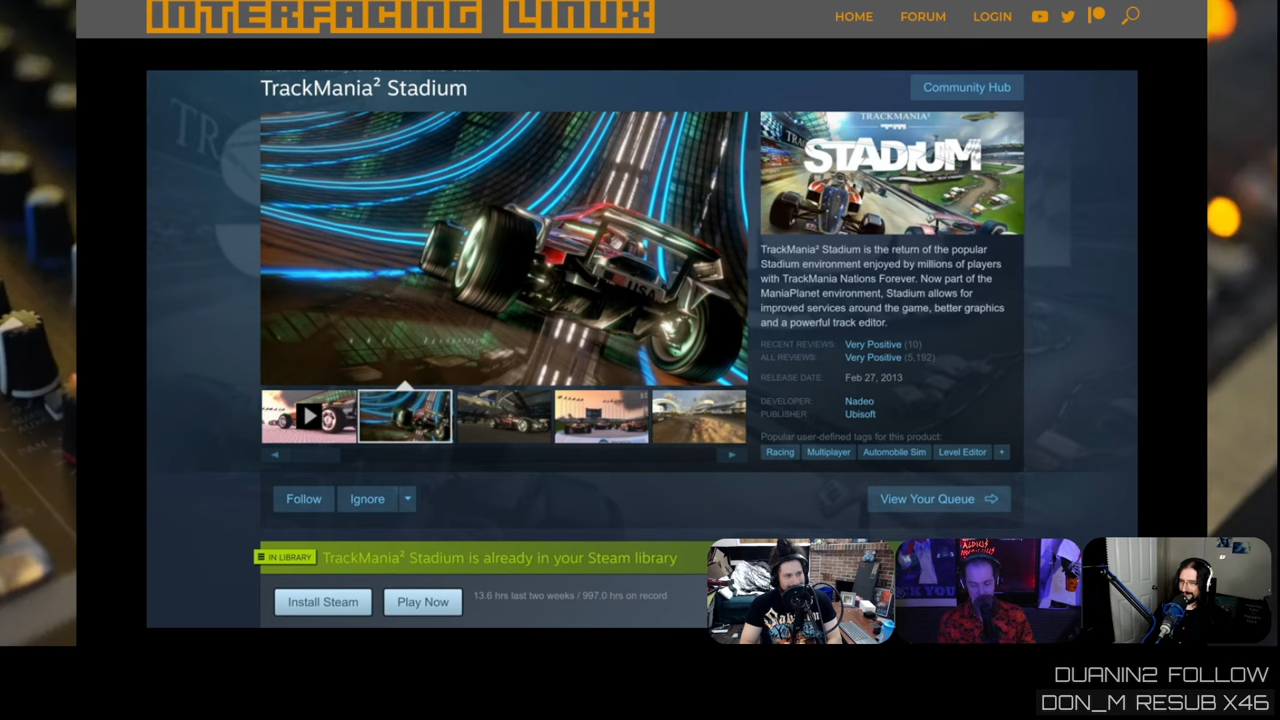 INTERFACING LINUX
HOME FORUM LOGIN
TrackMania² Stadium
Community Hub
TRACKMANIA²
STADIUM
USA
TrackMania² Stadium is the return of the popular
Stadium environment enjoyed by millions of players
with TrackMania Nations Forever. Now part of the
ManiaPlanet environment, Stadium allows for
improved services around the game, better graphics
and a powerful track editor.
RECENT REVIEWS: Very Positive (10)
ALL REVIEWS: Very Positive (5,192)
RELEASE DATE: Feb 27, 2013
DEVELOPER: Nadeo
PUBLISHER: Ubisoft
Popular user-defined tags for this product:
Racing Multiplayer Automobile Sim Level Editor +
Follow Ignore
View Your Queue
IN LIBRARY TrackMania² Stadium is already in your Steam library
Install Steam Play Now 13.6 hrs last two weeks / 997.0 hrs on record
DUANIN2 FOLLOW
DON_M RESUB X46